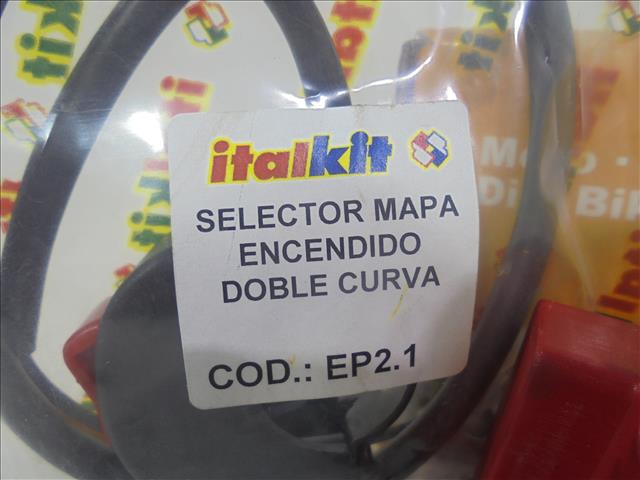 italkit
SELECTOR MAPA
ENCENDIDO
DOBLE CURVA
COD.: EP2.1